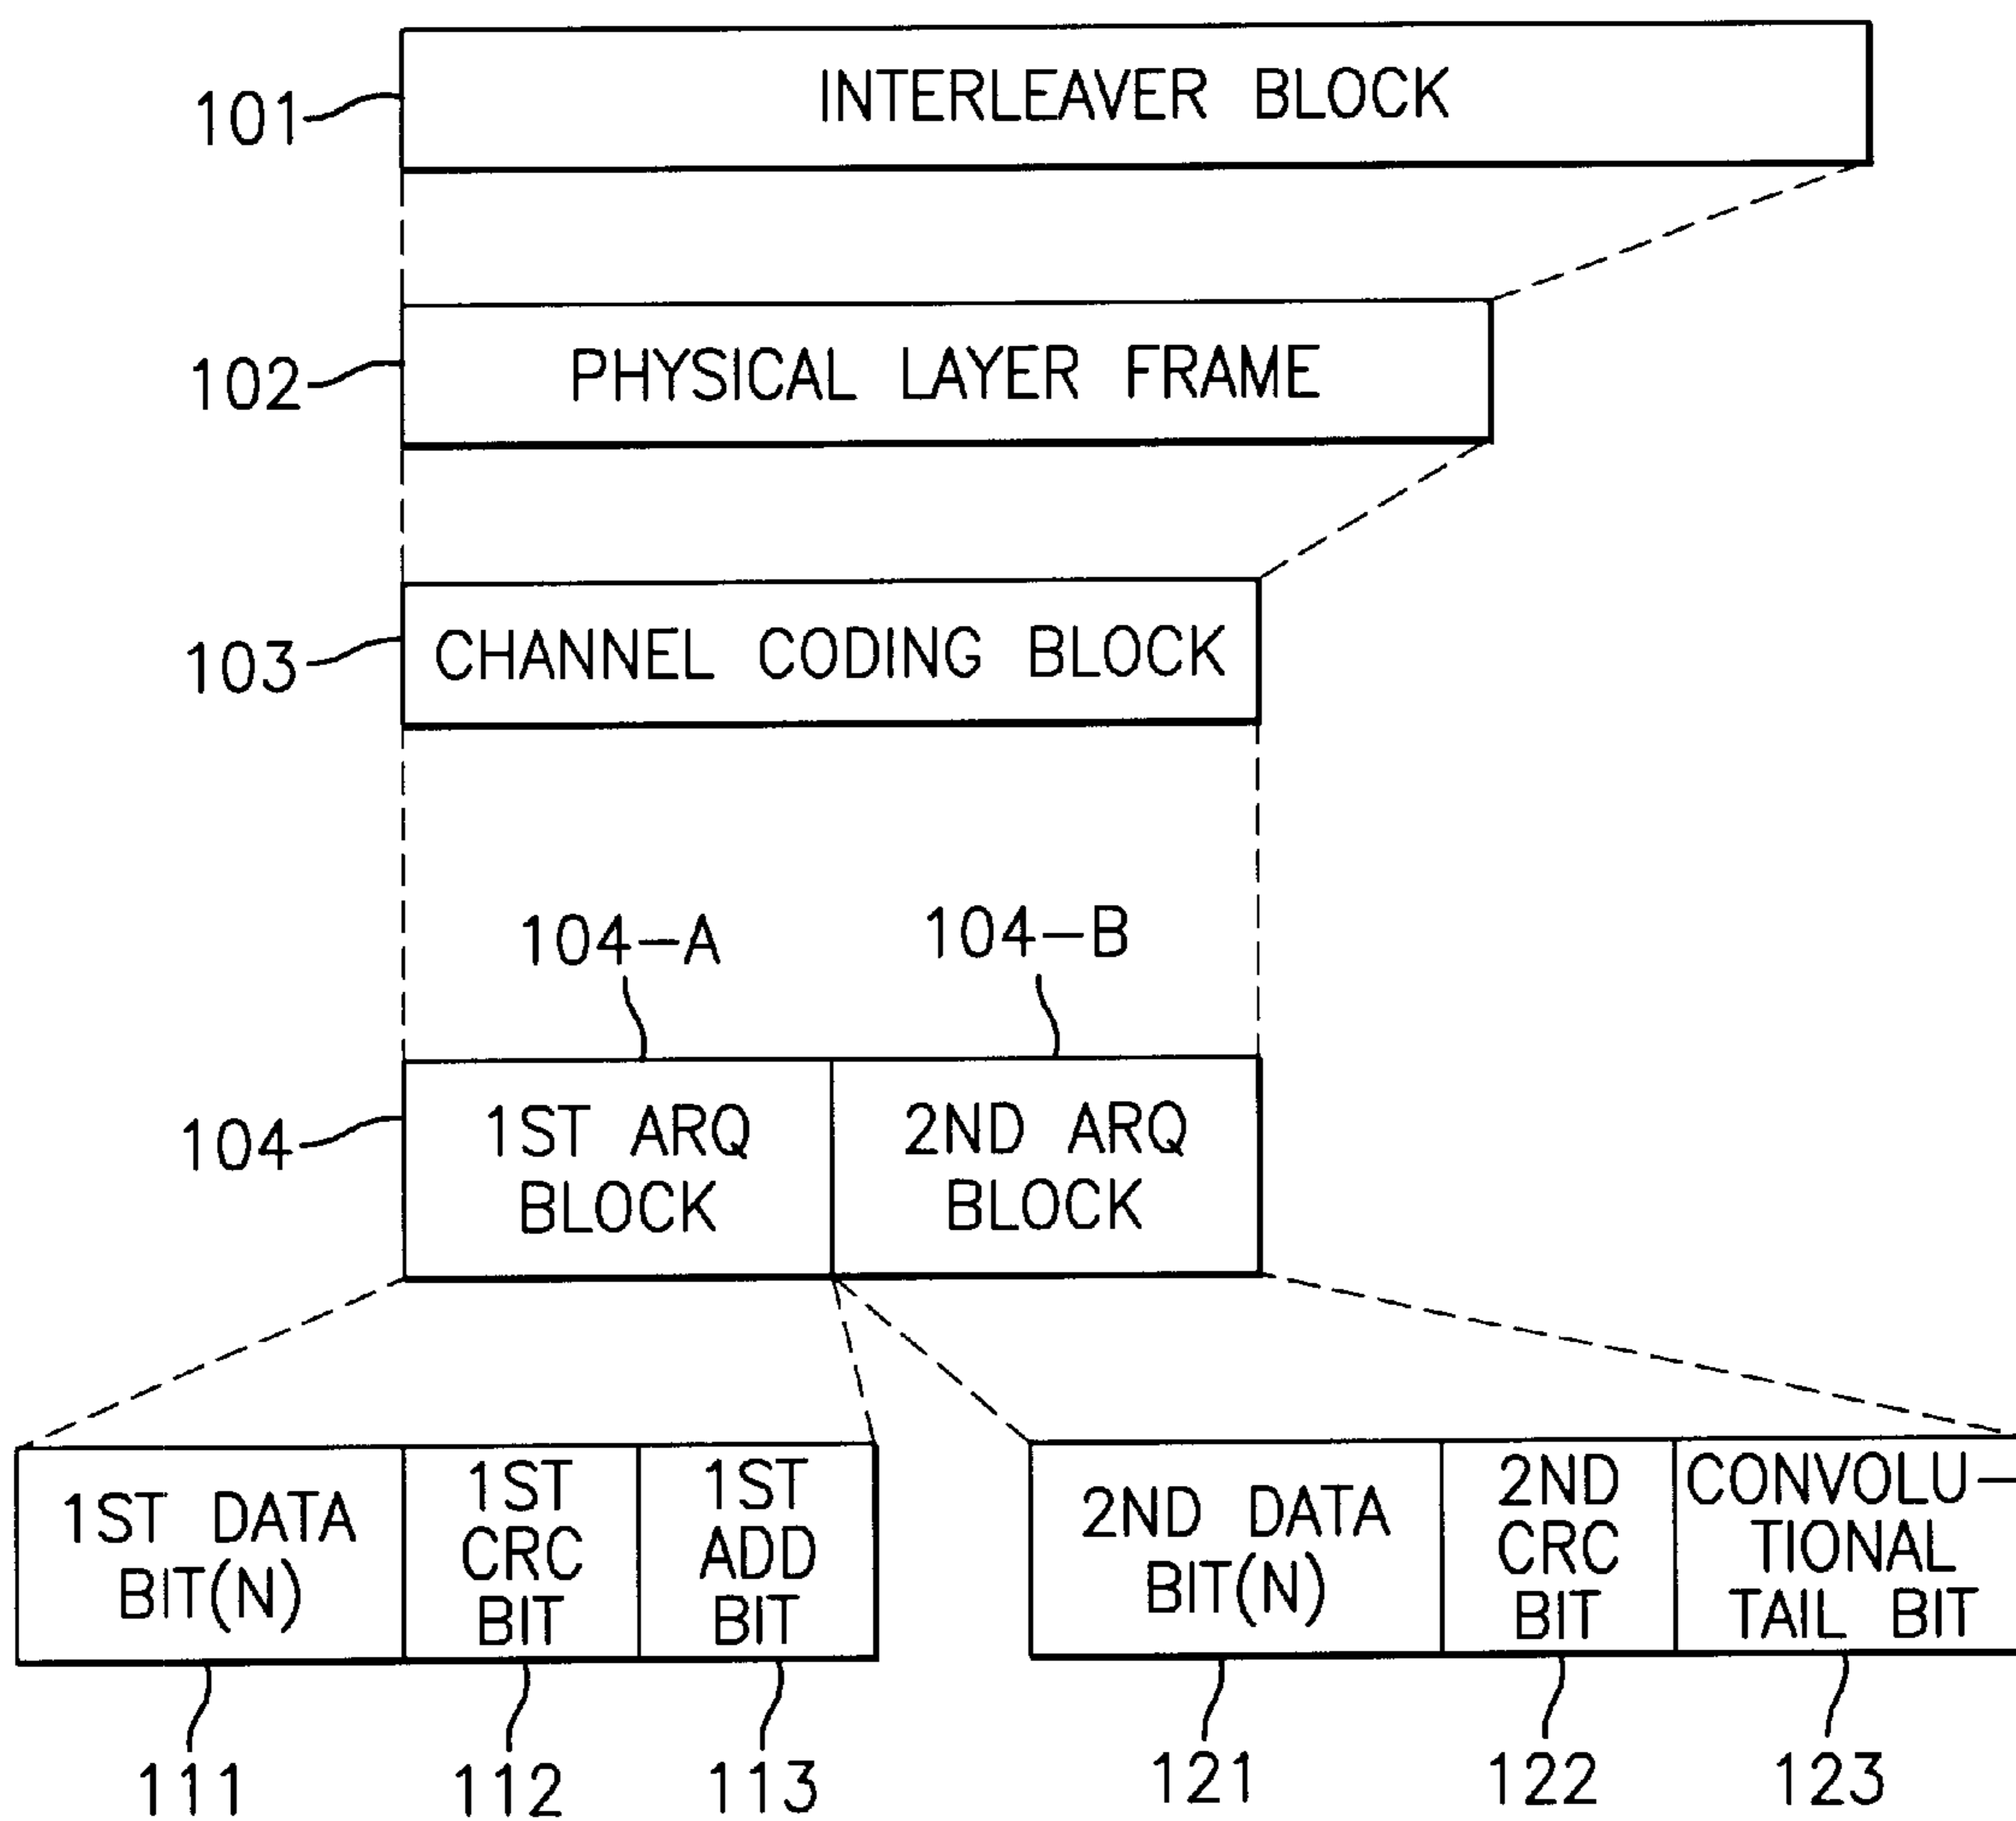 101
INTERLEAVER BLOCK
102
PHYSICAL LAYER FRAME
103
CHANNEL CODING BLOCK
104-A
104-B
104
1ST ARQ
BLOCK
2ND ARQ
BLOCK
1ST DATA
BIT(N)
1ST
CRC
BIT
1ST
ADD
BIT
2ND DATA
BIT(N)
2ND
CRC
BIT
CONVOLU-
TIONAL
TAIL BIT
111
112
113
121
122
123